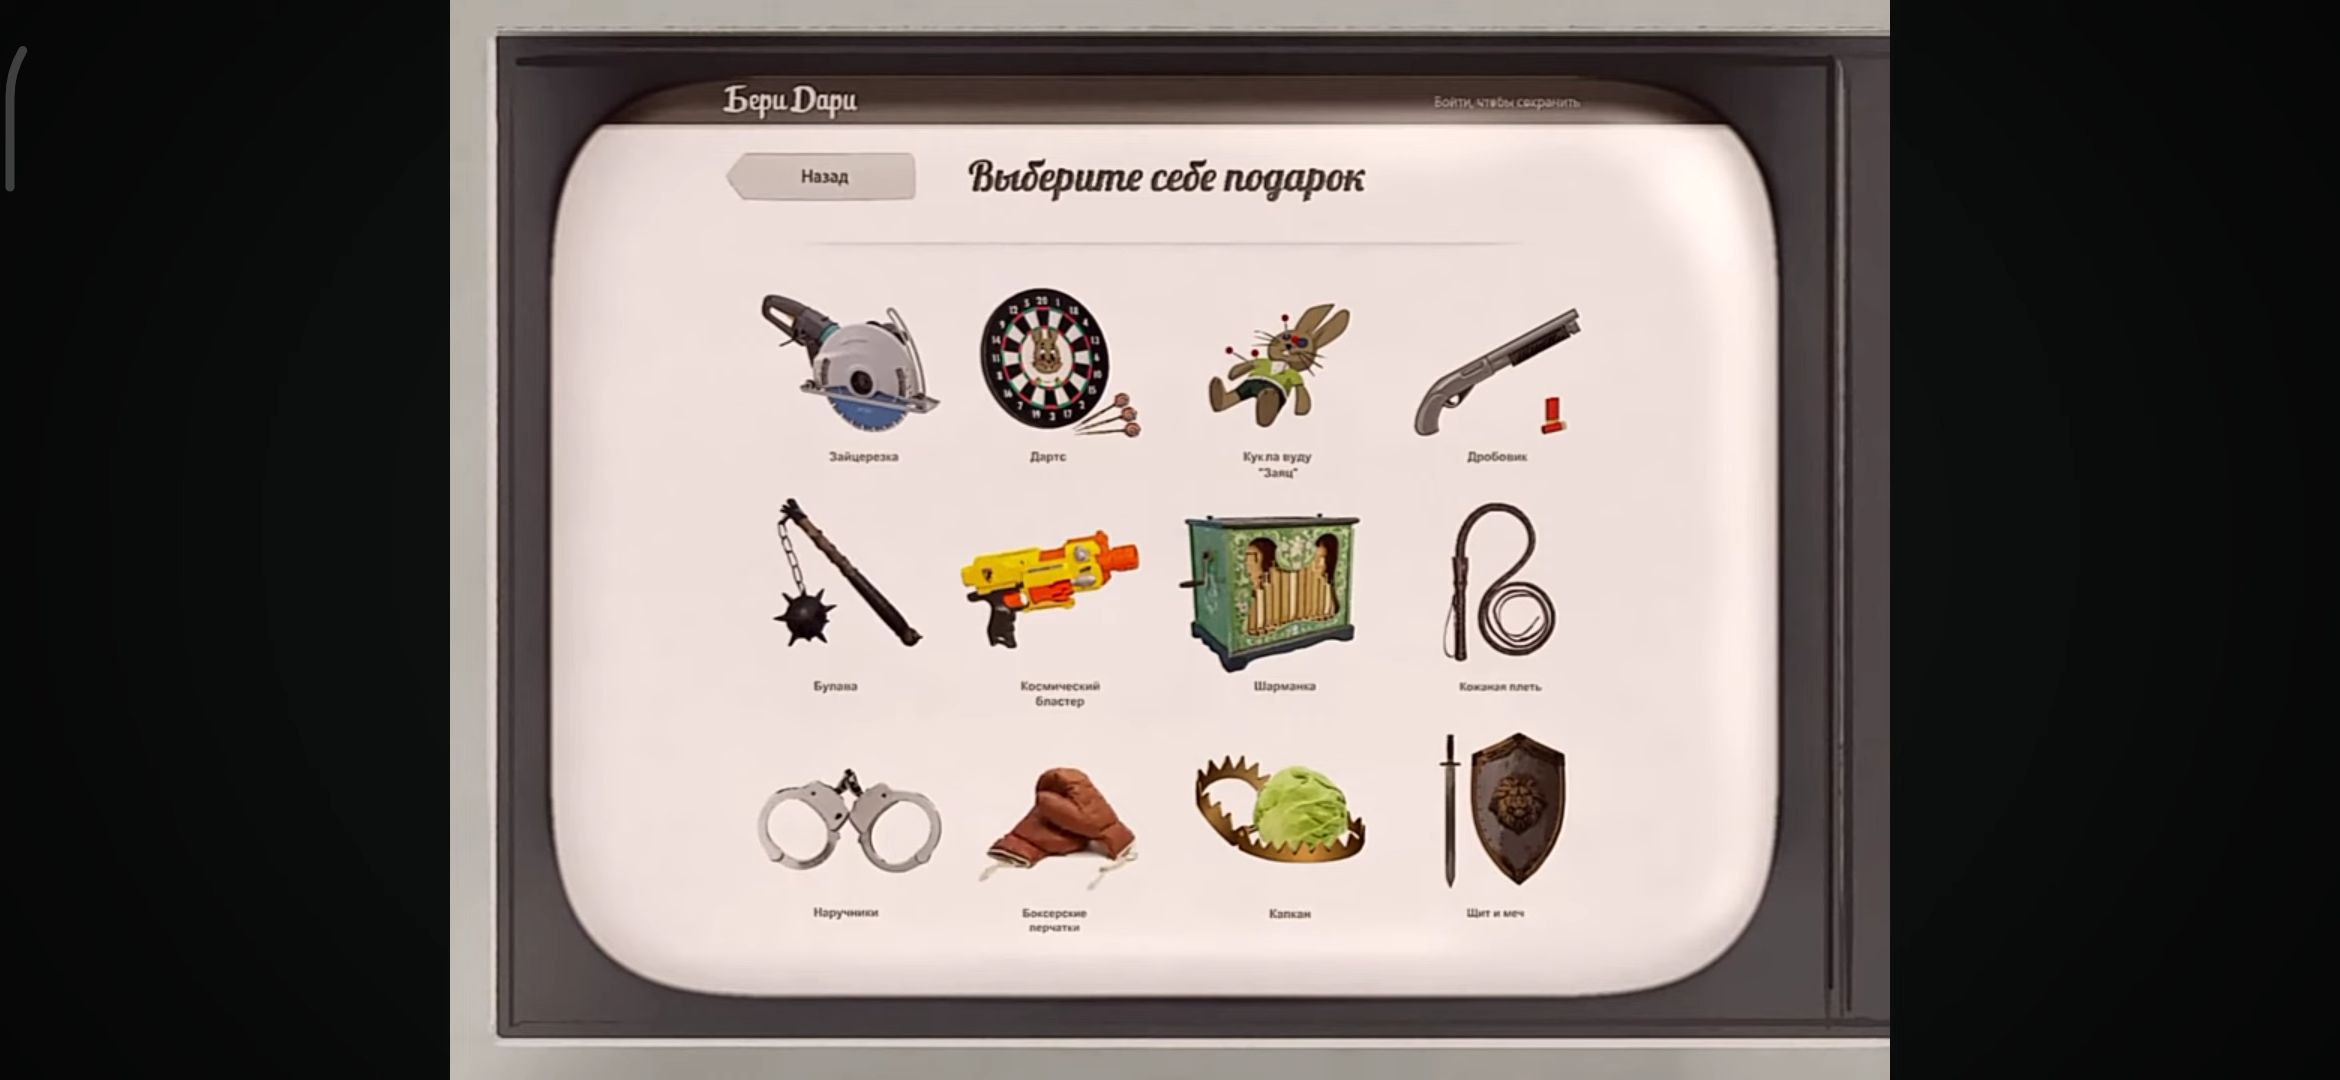 Бери Дари
Войти, чтобы сохранить
Назад
Выберите себе подарок
Зайцерезка
Дартс
Кукла вуду
"Заяц"
Дробовик
Булава
Космический
бластер
Шарманка
Кожаная плеть
Наручники
Боксерские
перчатки
Капкан
Щит и меч